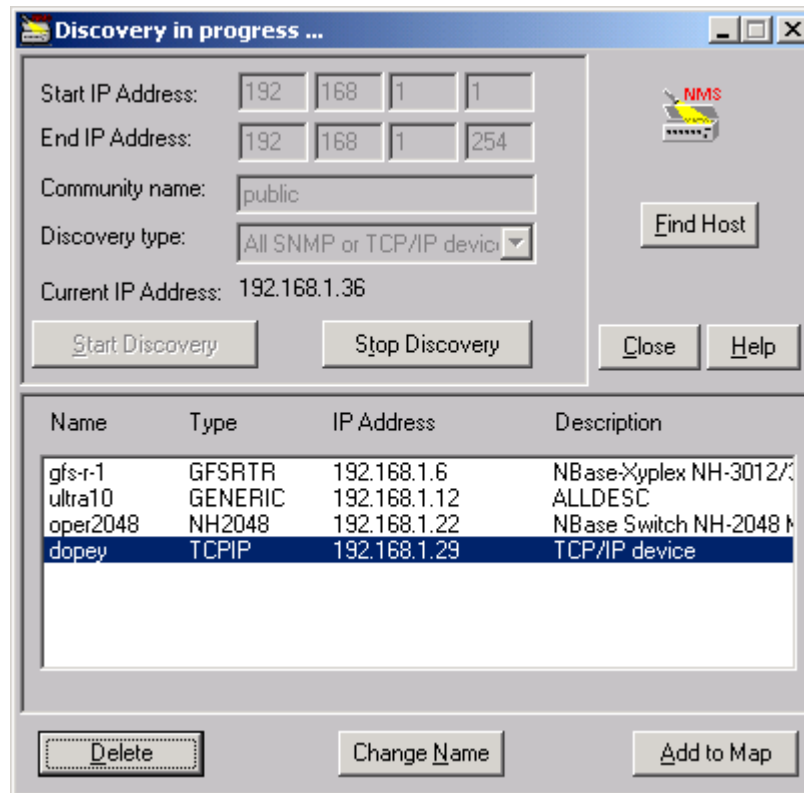 Discovery in progress ...
Start IP Address: 192 168 1 1
NMS
End IP Address: 192 168 1 254
Community name: public
Find Host
Discovery type: All SNMP or TCP/IP devic
Current IP Address: 192.168.1.36
Start Discovery Stop Discovery Close Help
Name Type IP Address Description
gfs-r-1 GFSRTR 192.168.1.6 NBase-Xyplex NH-3012/
ultra10 GENERIC 192.168.1.12 ALLDESC
oper2048 NH2048 192.168.1.22 NBase Switch NH-2048
dopey TCPIP 192.168.1.29 TCP/IP device
Delete Change Name Add to Map